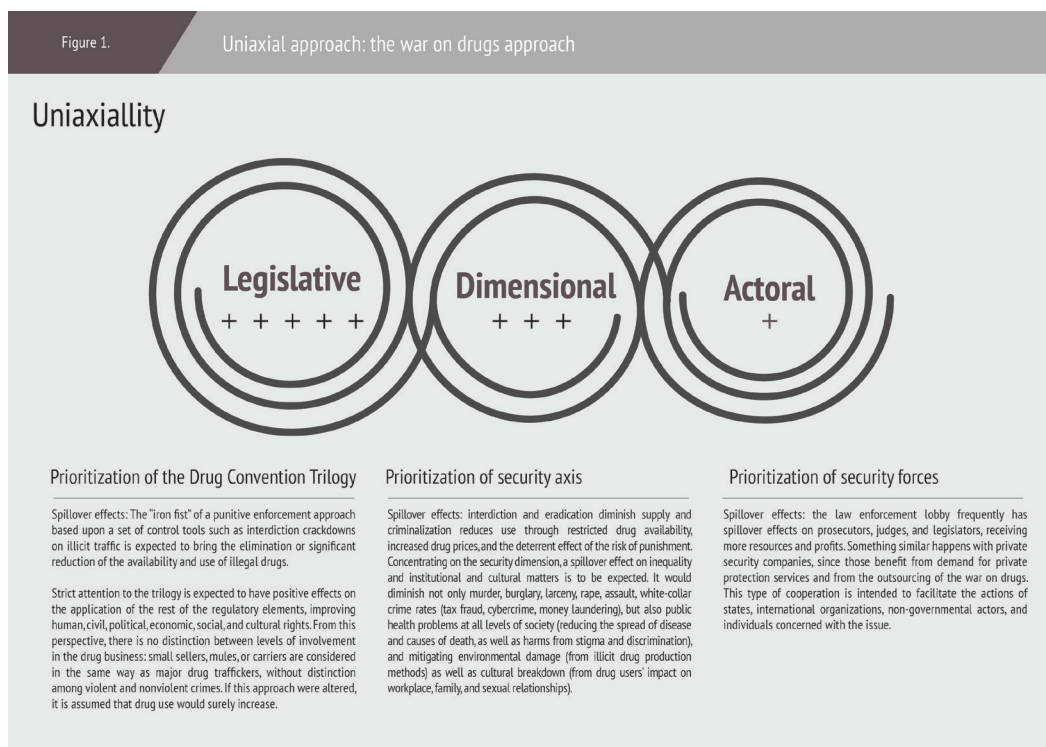 Figure 1.
Uniaxial approach: the war on drugs approach
Uniaxiallity
Legislative
+ + + + +
Dimensional
+ + +
Actoral
+
Prioritization of the Drug Convention Trilogy
Spillover effects: The “iron fist” of a punitive enforcement approach
based upon a set of control tools such as interdiction crackdowns
on illicit traffic is expected to bring the elimination or significant
reduction of the availability and use of illegal drugs.
Strict attention to the trilogy is expected to have positive effects on
the application of the rest of the regulatory elements, improving
human, civil, political, economic, social, and cultural rights. From this
perspective, there is no distinction between levels of involvement
in the drug business: small sellers, mules, or carriers are considered
in the same way as major drug traffickers, without distinction
among violent and nonviolent crimes. If this approach were altered,
it is assumed that drug use would surely increase.
Prioritization of security axis
Spillover effects: interdiction and eradication diminish supply and
criminalization reduces use through restricted drug availability,
increased drug prices, and the deterrent effect of the risk of punishment.
Concentrating on the security dimension, a spillover effect on inequality
and institutional and cultural matters is to be expected. It would
diminish not only murder, burglary, larceny, rape, assault, white-collar
crime rates (tax fraud, cybercrime, money laundering), but also public
health problems at all levels of society (reducing the spread of disease
and causes of death, as well as harms from stigma and discrimination),
and mitigating environmental damage (from illicit drug production
methods) as well as cultural breakdown (from drug users’ impact on
workplace, family, and sexual relationships).
Prioritization of security forces
Spillover effects: the law enforcement lobby frequently has
spillover effects on prosecutors, judges, and legislators, receiving
more resources and profits. Something similar happens with private
security companies, since those benefit from demand for private
protection services and from the outsourcing of the war on drugs.
This type of cooperation is intended to facilitate the actions of
states, international organizations, non-governmental actors, and
individuals concerned with the issue.